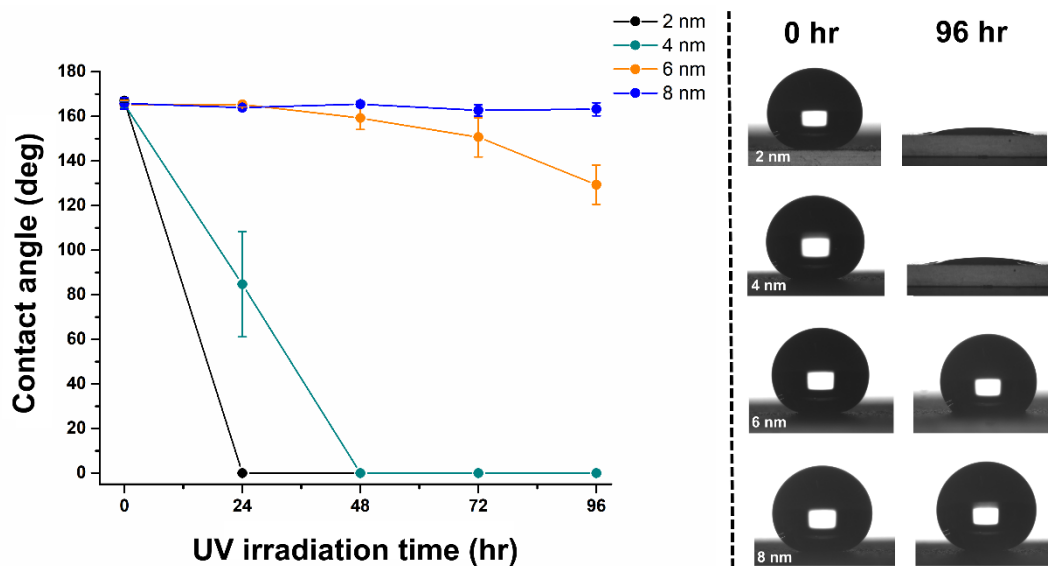 2 nm
4 nm
6 nm
8 nm
180
160
140
120
100
80
60
40
20
0
Contact angle (deg)
0 24 48 72 96
UV irradiation time (hr)
0 hr 96 hr
2 nm
4 nm
6 nm
8 nm